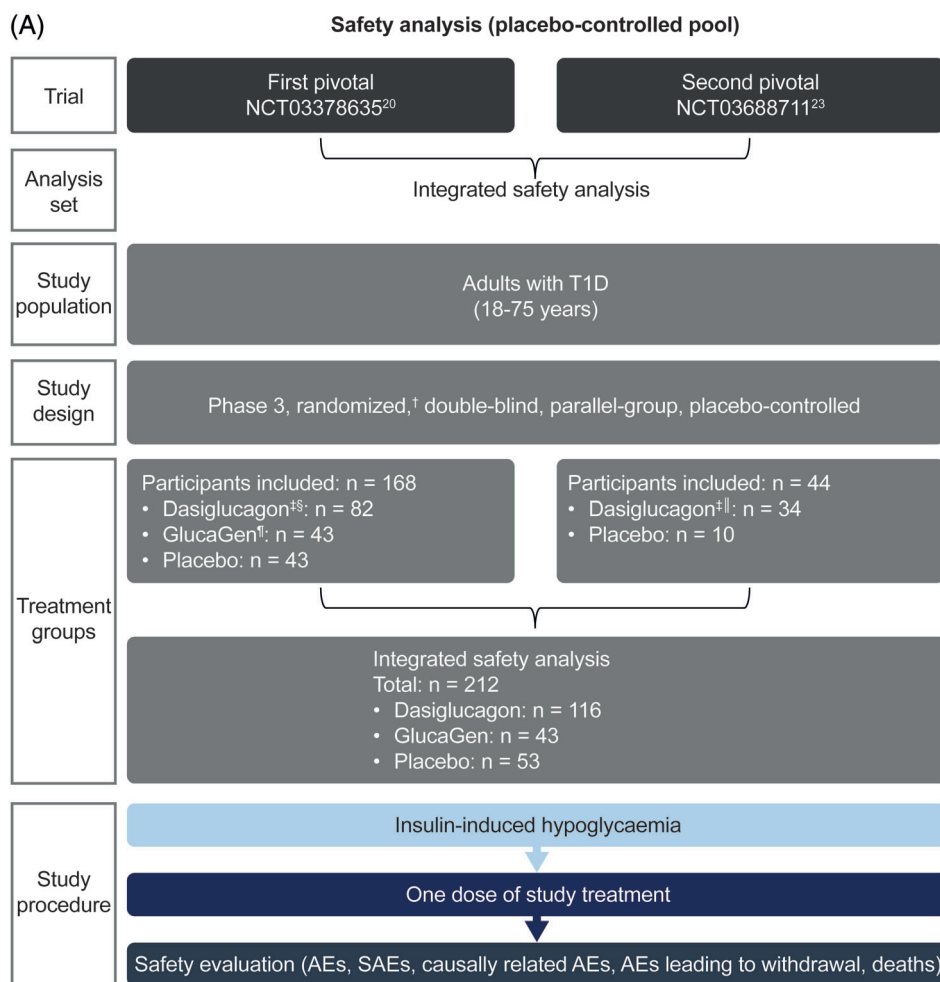 (A)
Safety analysis (placebo-controlled pool)
Trial
First pivotal
NCT03378635²⁰
Second pivotal
NCT03688711²³
Analysis
set
Integrated safety analysis
Study
population
Adults with T1D
(18-75 years)
Study
design
Phase 3, randomized,† double-blind, parallel-group, placebo-controlled
Treatment
groups
Participants included: n = 168
• Dasiglucagon‡§: n = 82
• GlucaGen¶: n = 43
• Placebo: n = 43
Participants included: n = 44
• Dasiglucagon‡‖: n = 34
• Placebo: n = 10
Integrated safety analysis
Total: n = 212
• Dasiglucagon: n = 116
• GlucaGen: n = 43
• Placebo: n = 53
Study
procedure
Insulin-induced hypoglycaemia
One dose of study treatment
Safety evaluation (AEs, SAEs, causally related AEs, AEs leading to withdrawal, deaths)